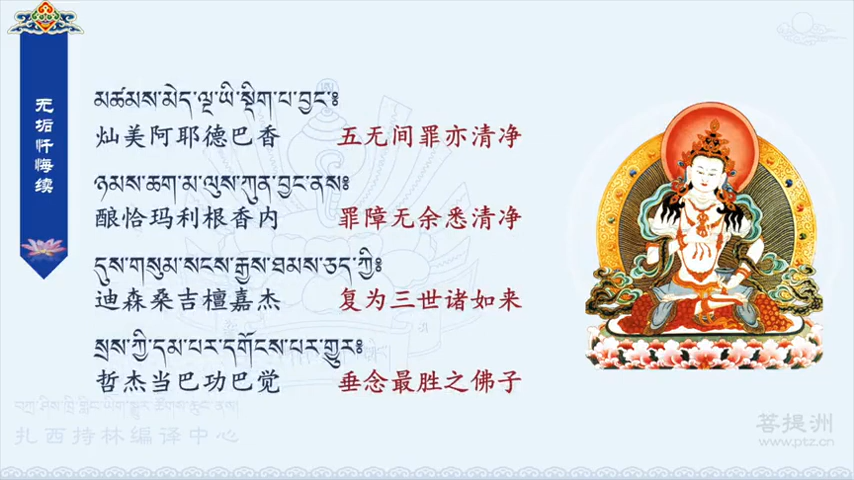 无垢忏悔续
མཚམས་མེད་ལྔ་ཡི་སྡིག་པ་བྱང་༔
灿美阿耶德巴香 五无间罪亦清净
ཉམས་ཆག་མ་ལུས་ཀུན་བྱང་ནས༔
酿恰玛利根香内 罪障无余悉清净
དུས་གསུམ་སངས་རྒྱས་ཐམས་ཅད་ཀྱི༔
迪森桑吉檀嘉杰 复为三世诸如来
སྲས་ཀྱི་དམ་པར་དགོངས་པར་གྱུར༔
哲杰当巴功巴觉 垂念最胜之佛子
བཀྲ་ཤིས་ཁྲི་གླིང་ཡིག་སྒྱུར་ཚོགས་ཆུང་ནས།
扎西持林编译中心
菩提洲
www.ptz.cn